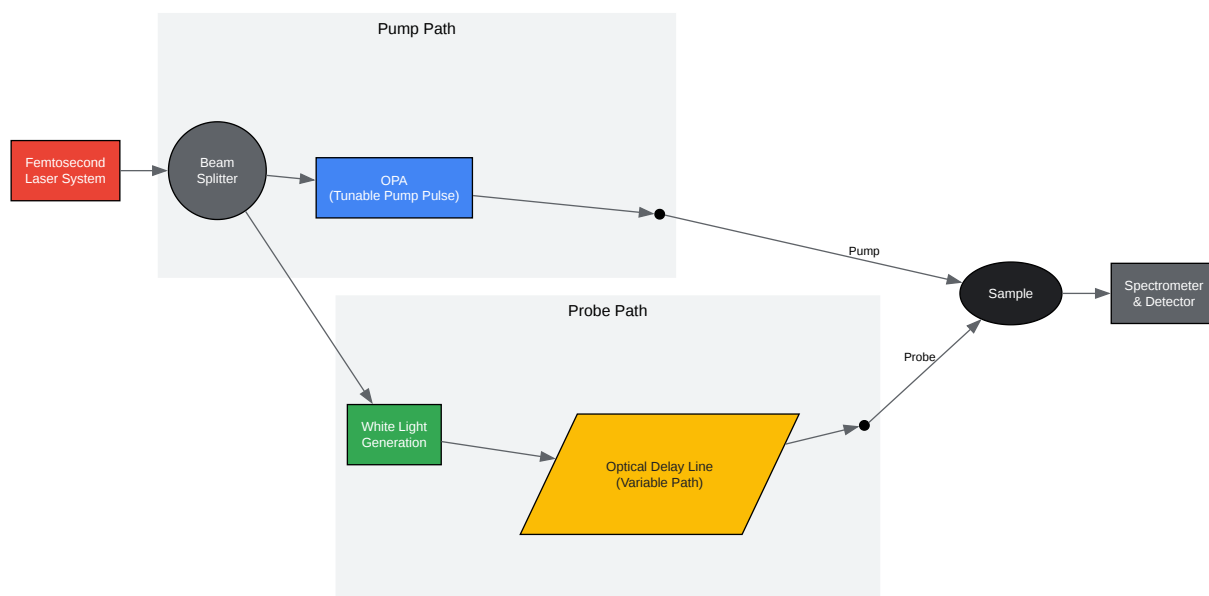 Pump Path
Femtosecond
Laser System
Beam
Splitter
OPA
(Tunable Pump Pulse)
Pump
Sample
Spectrometer
& Detector
Probe Path
Probe
White Light
Generation
Optical Delay Line
(Variable Path)